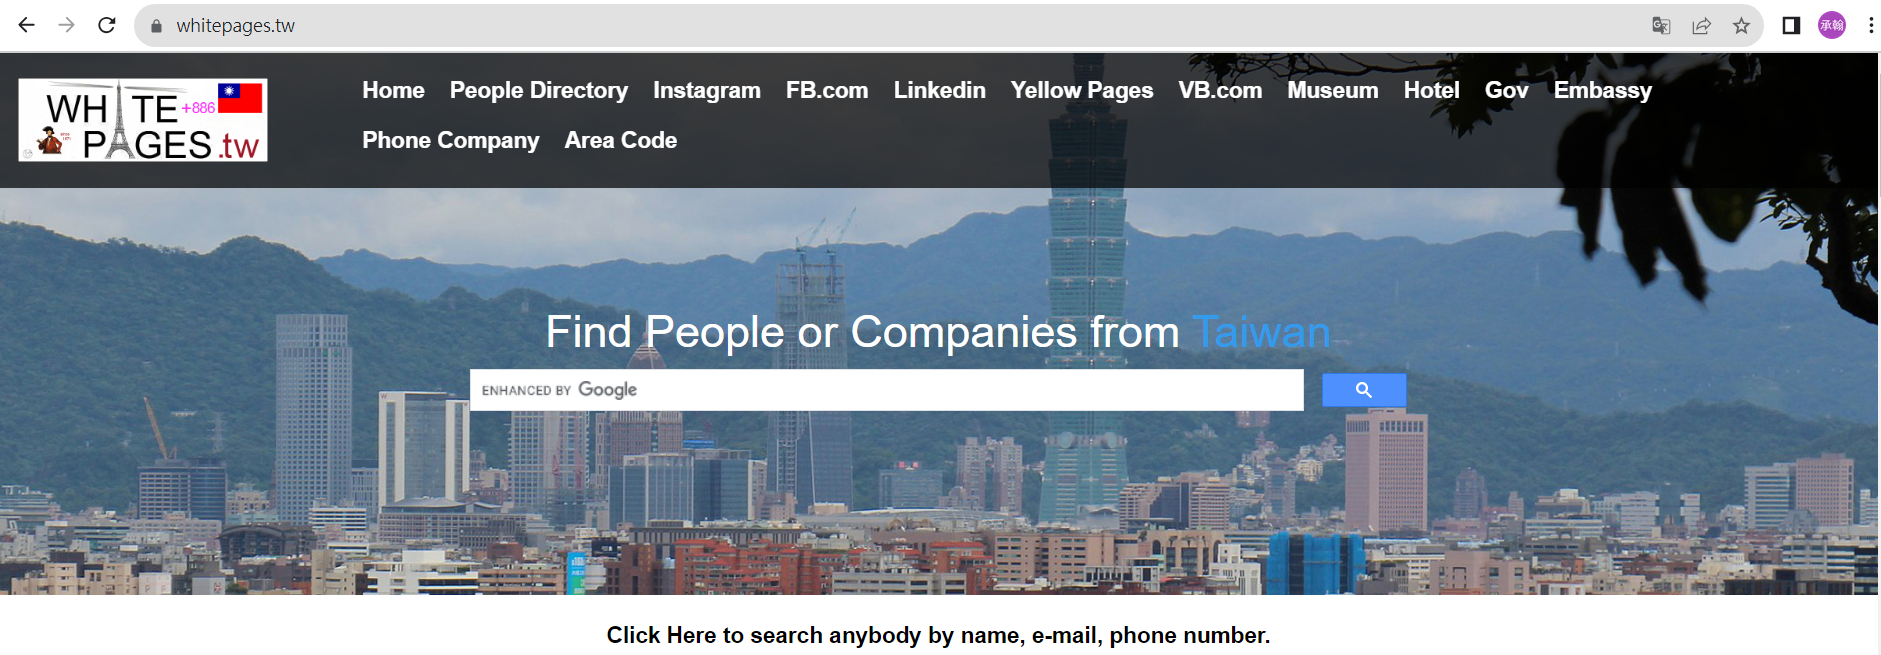 whitepages.tw
承翰
WHITE
+886
PAGES.tw
Home People Directory Instagram FB.com Linkedin Yellow Pages VB.com Museum Hotel Gov Embassy
Phone Company Area Code
Find People or Companies from Taiwan
ENHANCED BY Google
Click Here to search anybody by name, e-mail, phone number.